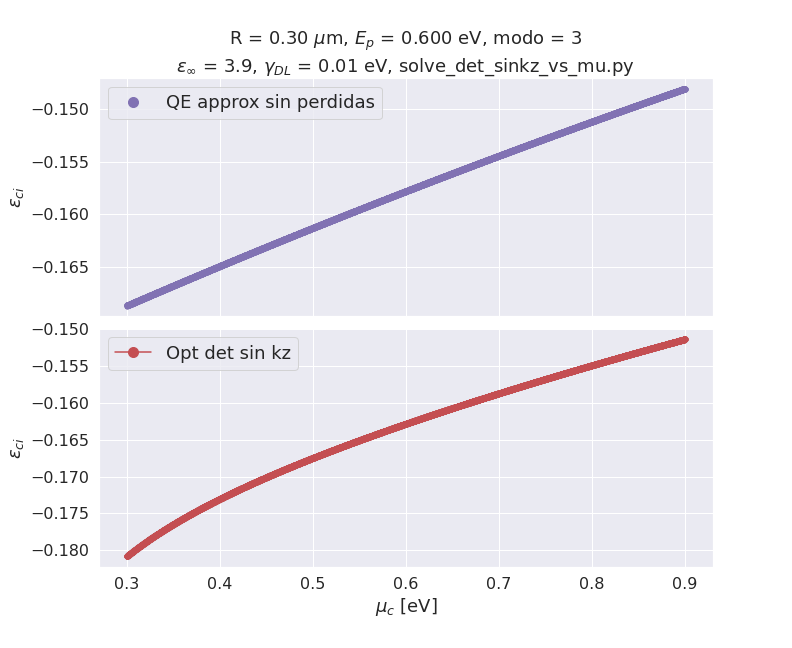 R = 0.30 μm, E_p = 0.600 eV, modo = 3
ε_∞ = 3.9, γ_DL = 0.01 eV, solve_det_sinkz_vs_mu.py
QE approx sin perdidas
−0.150
−0.155
−0.160
−0.165
ε_ci
Opt det sin kz
−0.150
−0.155
−0.160
−0.165
−0.170
−0.175
−0.180
ε_ci
0.3 0.4 0.5 0.6 0.7 0.8 0.9
μ_c [eV]